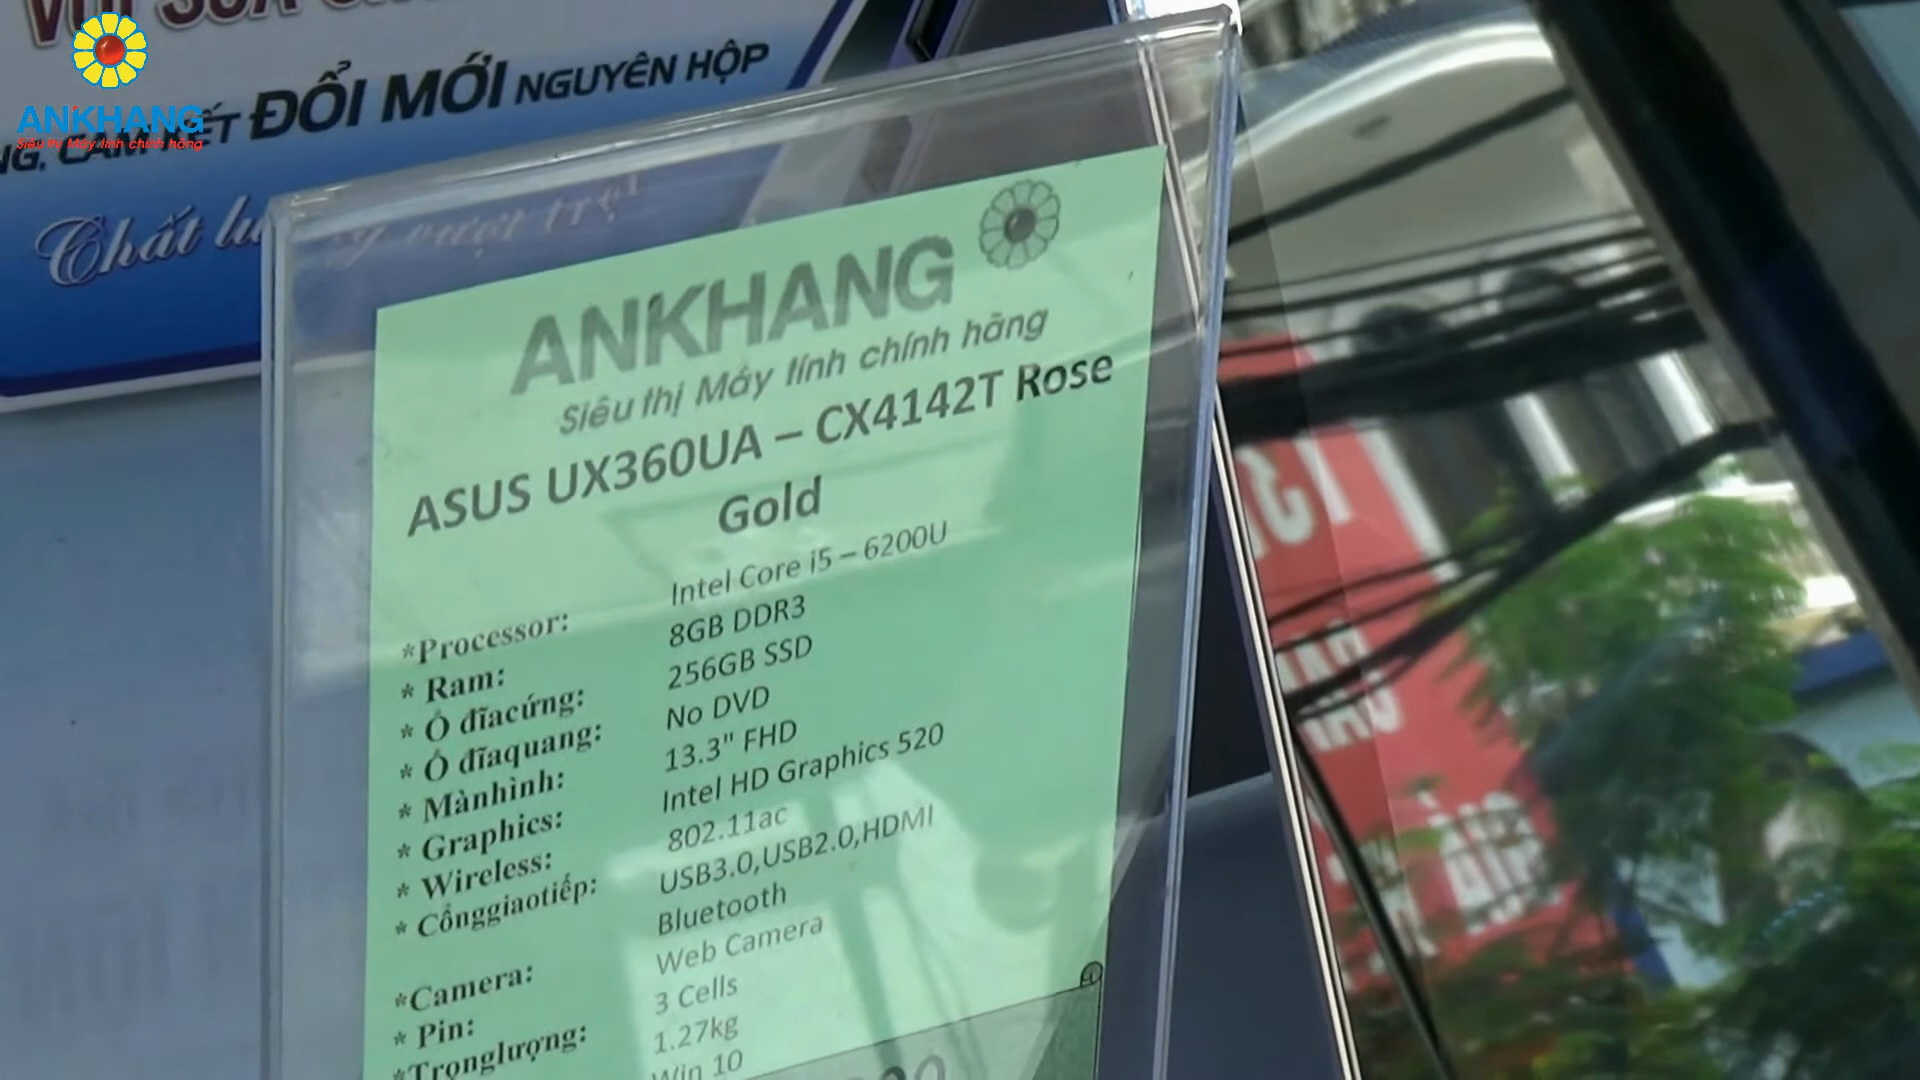 ANKHANG
Siêu thị Máy tính chính hãng
ĐỔI MỚI NGUYÊN HỘP
Chất
ANKHANG
Siêu thị Máy tính chính hãng
ASUS UX360UA – CX4142T Rose
Gold
*Processor: Intel Core i5 – 6200U
* Ram: 8GB DDR3
* Ổ đĩacứng: 256GB SSD
* Ổ đĩaquang: No DVD
* Mànhình: 13.3" FHD
* Graphics: Intel HD Graphics 520
* Wireless: 802.11ac
* Cổnggiaotiếp: USB3.0,USB2.0,HDMI
Bluetooth
*Camera: Web Camera
* Pin: 3 Cells
*Trọnglượng: 1.27kg
Win 10